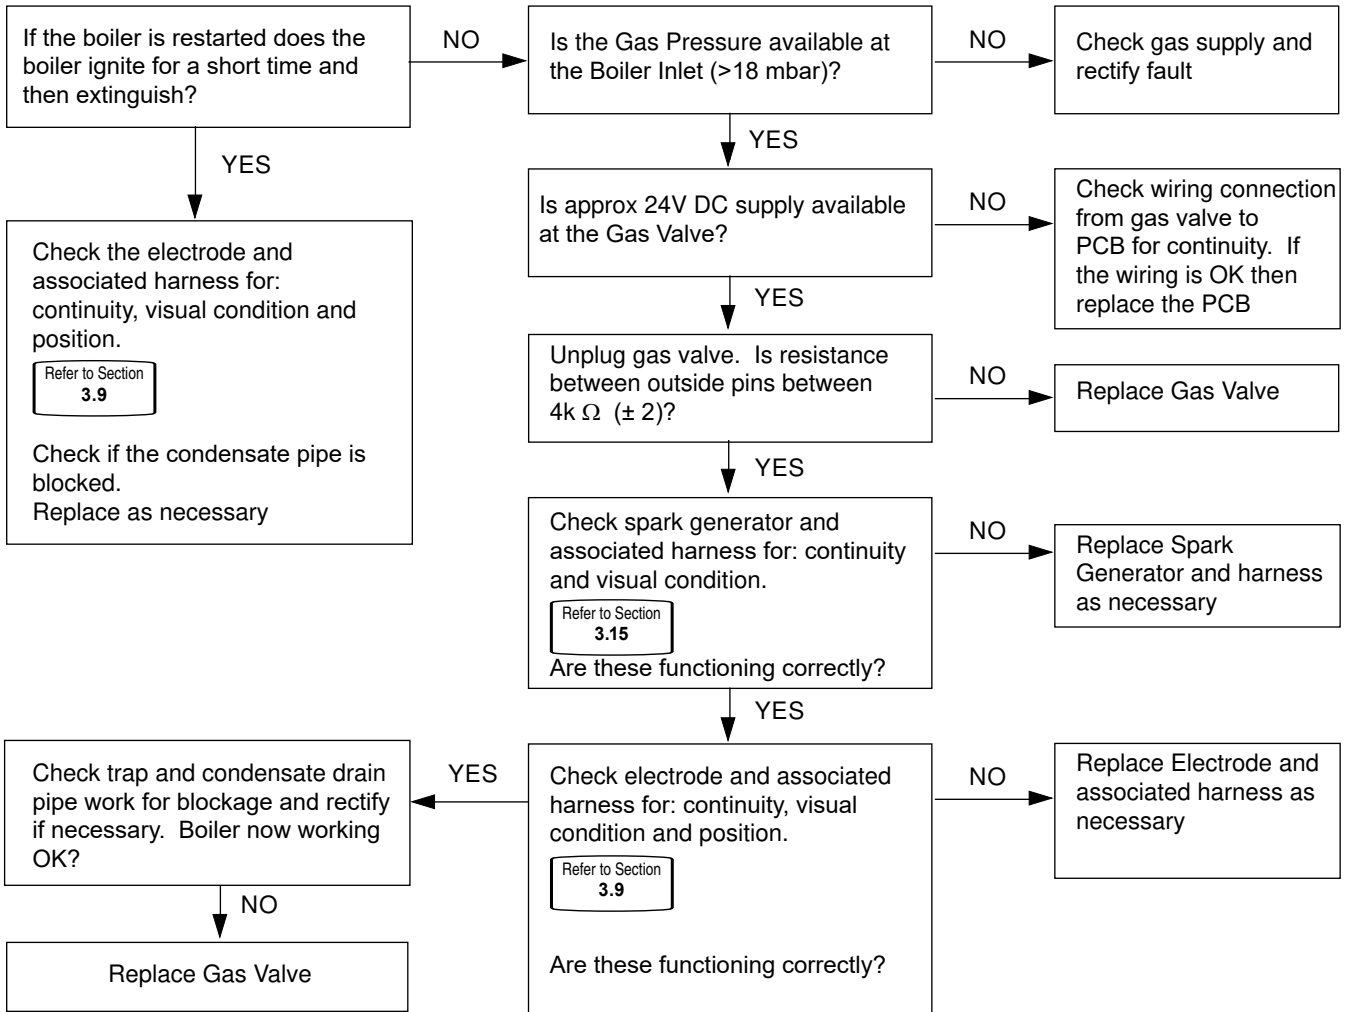 If the boiler is restarted does the
boiler ignite for a short time and
then extinguish?
NO
Is the Gas Pressure available at
the Boiler Inlet (>18 mbar)?
NO
Check gas supply and
rectify fault
YES
YES
Check the electrode and
associated harness for:
continuity, visual condition and
position.
Refer to Section
3.9
Check if the condensate pipe is
blocked.
Replace as necessary
Is approx 24V DC supply available
at the Gas Valve?
NO
Check wiring connection
from gas valve to
PCB for continuity. If
the wiring is OK then
replace the PCB
YES
Unplug gas valve. Is resistance
between outside pins between
4k Ω (± 2)?
NO
Replace Gas Valve
YES
Check spark generator and
associated harness for: continuity
and visual condition.
Refer to Section
3.15
Are these functioning correctly?
NO
Replace Spark
Generator and harness
as necessary
YES
Check electrode and associated
harness for: continuity, visual
condition and position.
Refer to Section
3.9
Are these functioning correctly?
NO
Replace Electrode and
associated harness as
necessary
YES
Check trap and condensate drain
pipe work for blockage and rectify
if necessary. Boiler now working
OK?
NO
Replace Gas Valve